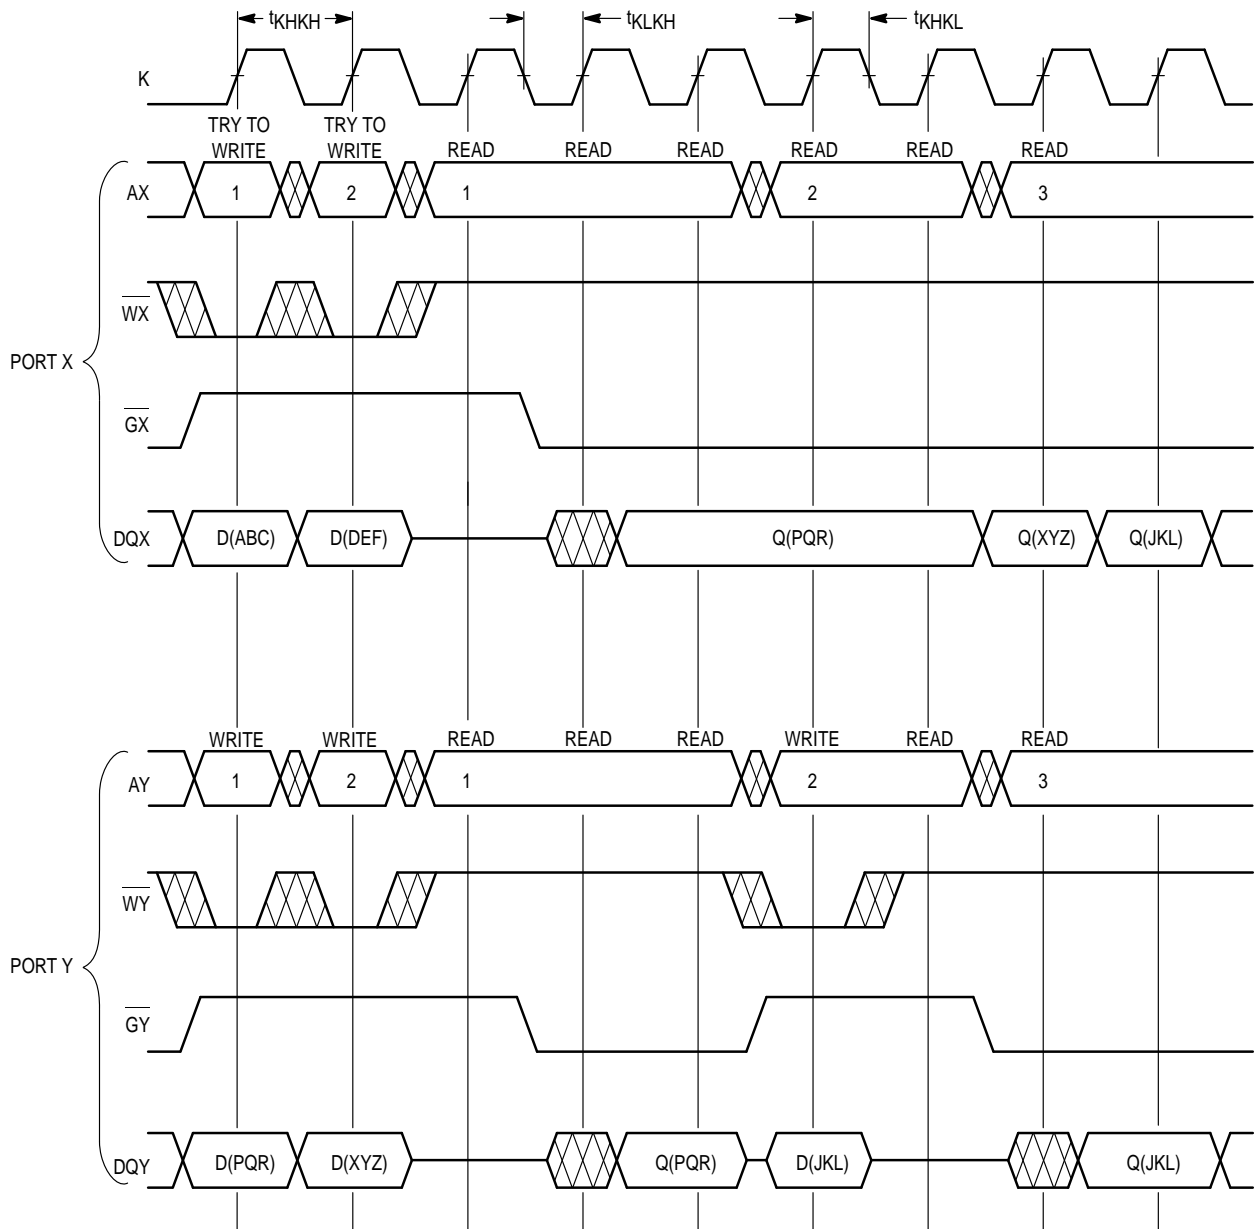 tKHKH tKLKH tKHKL
K
TRY TO TRY TO
WRITE WRITE READ READ READ READ READ READ
AX 1 2 1 2 3
WX
PORT X
GX
DQX D(ABC) D(DEF) Q(PQR) Q(XYZ) Q(JKL)
WRITE WRITE READ READ READ WRITE READ READ
AY 1 2 1 2 3
WY
PORT Y
GY
DQY D(PQR) D(XYZ) Q(PQR) D(JKL) Q(JKL)